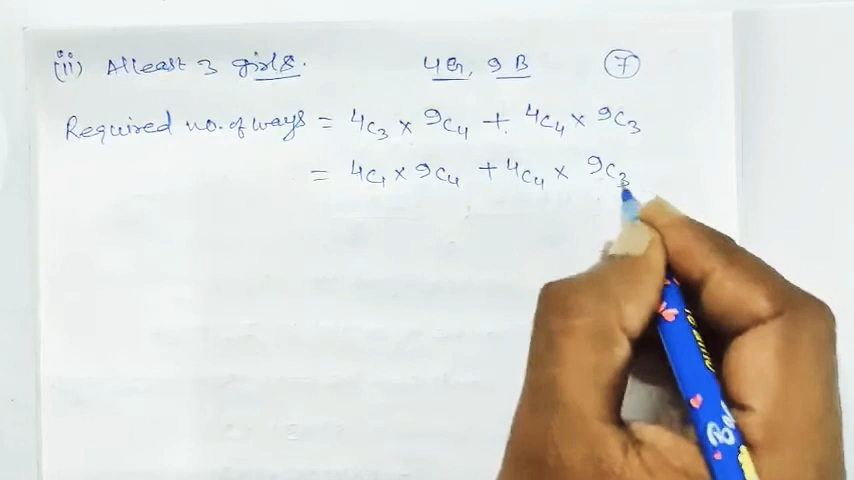 (ii) Atleast 3 girls. 4G, 9B 7
Required no. of ways = 4C3 × 9C4 + 4C4 × 9C3
= 4C1 × 9C4 + 4C4 × 9C3